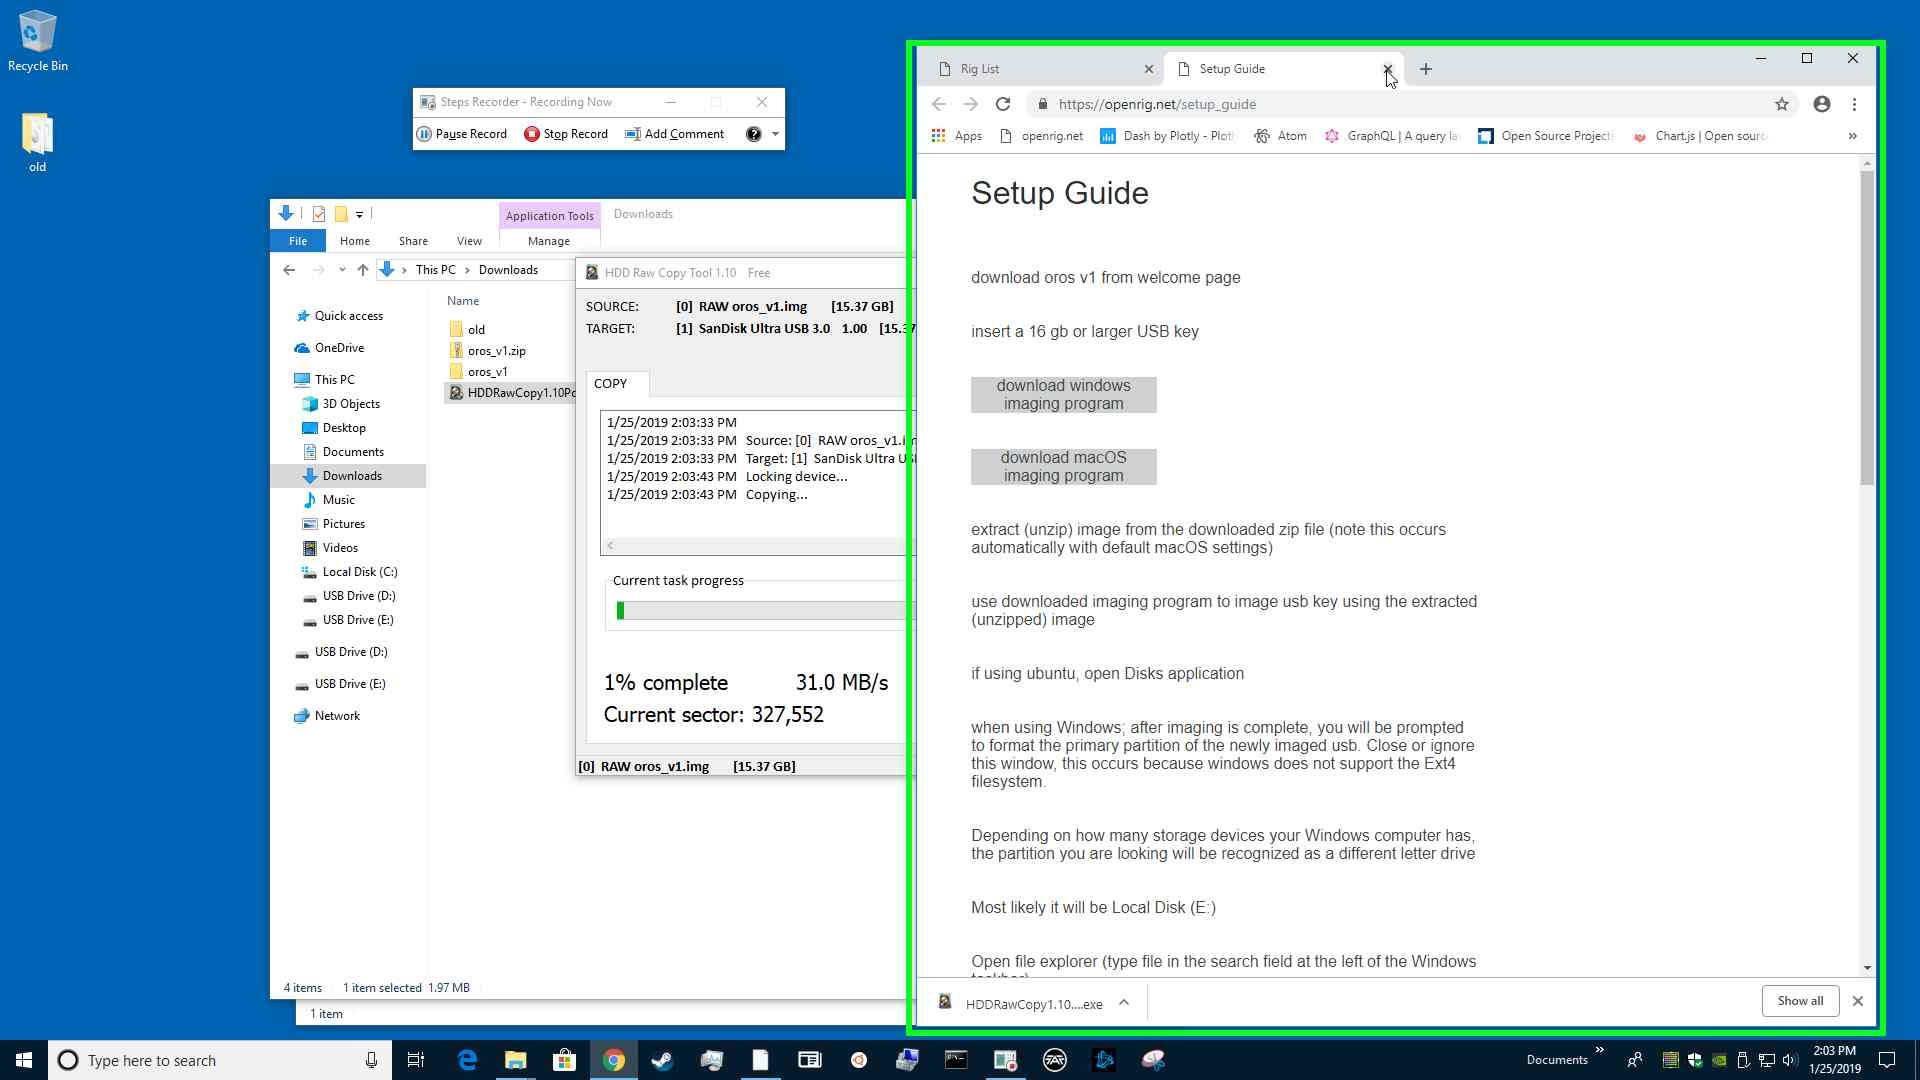 Recycle Bin
old
Steps Recorder - Recording Now
Pause Record
Stop Record
Add Comment
Application Tools
Downloads
File
Home
Share
View
Manage
This PC
Downloads
Name
Quick access
OneDrive
This PC
3D Objects
Desktop
Documents
Downloads
Music
Pictures
Videos
Local Disk (C:)
USB Drive (D:)
USB Drive (E:)
USB Drive (D:)
USB Drive (E:)
Network
old
oros_v1.zip
oros_v1
HDDRawCopy1.10Po
4 items
1 item selected 1.97 MB
1 item
HDD Raw Copy Tool 1.10 Free
SOURCE: [0] RAW oros_v1.img [15.37 GB]
TARGET: [1] SanDisk Ultra USB 3.0 1.00 [15.37
COPY
1/25/2019 2:03:33 PM
1/25/2019 2:03:33 PM Source: [0] RAW oros_v1.im
1/25/2019 2:03:33 PM Target: [1] SanDisk Ultra US
1/25/2019 2:03:43 PM Locking device...
1/25/2019 2:03:43 PM Copying...
Current task progress
1% complete 31.0 MB/s
Current sector: 327,552
[0] RAW oros_v1.img [15.37 GB]
Rig List
Setup Guide
https://openrig.net/setup_guide
Apps
openrig.net
Dash by Plotly - Plotl
Atom
GraphQL | A query la
Open Source Projects
Chart.js | Open sourc
Setup Guide
download oros v1 from welcome page
insert a 16 gb or larger USB key
download windows
imaging program
download macOS
imaging program
extract (unzip) image from the downloaded zip file (note this occurs
automatically with default macOS settings)
use downloaded imaging program to image usb key using the extracted
(unzipped) image
if using ubuntu, open Disks application
when using Windows; after imaging is complete, you will be prompted
to format the primary partition of the newly imaged usb. Close or ignore
this window, this occurs because windows does not support the Ext4
filesystem.
Depending on how many storage devices your Windows computer has,
the partition you are looking will be recognized as a different letter drive
Most likely it will be Local Disk (E:)
Open file explorer (type file in the search field at the left of the Windows
HDDRawCopy1.10....exe
Show all
Type here to search
Documents
2:03 PM
1/25/2019